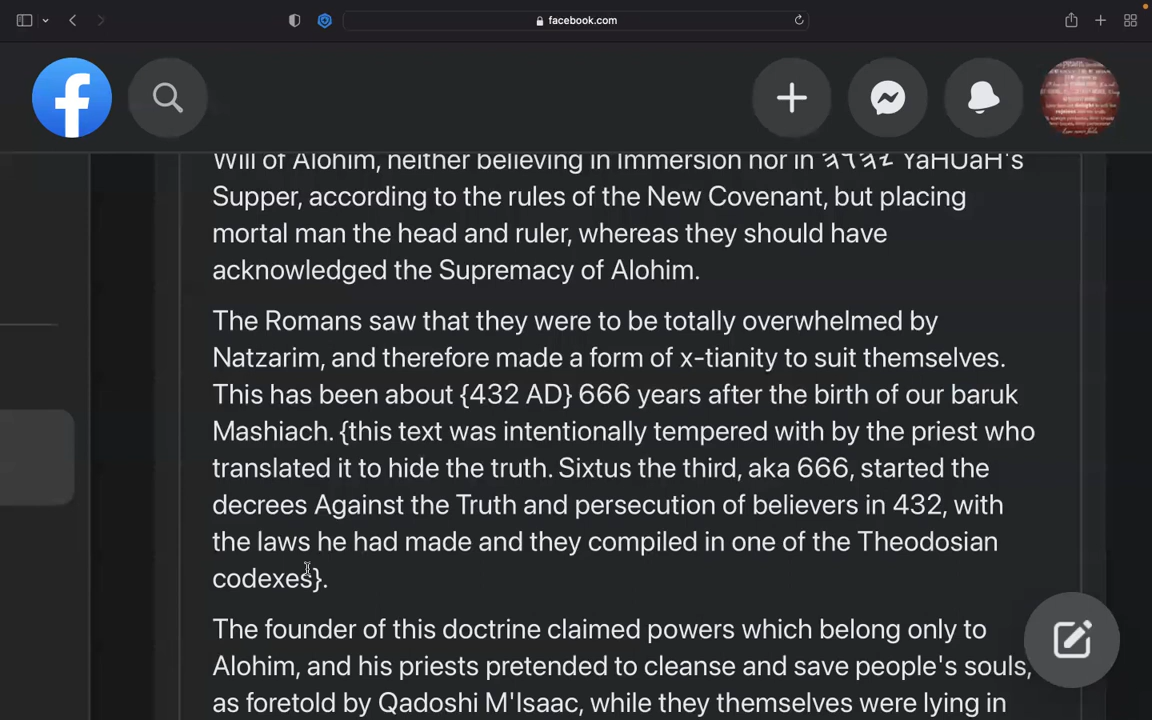 facebook.com
Will of Alohim, neither believing in Immersion nor in 𐤉𐤄𐤅𐤄 YaHUaH's
Supper, according to the rules of the New Covenant, but placing
mortal man the head and ruler, whereas they should have
acknowledged the Supremacy of Alohim.
The Romans saw that they were to be totally overwhelmed by
Natzarim, and therefore made a form of x-tianity to suit themselves.
This has been about {432 AD} 666 years after the birth of our baruk
Mashiach. {this text was intentionally tempered with by the priest who
translated it to hide the truth. Sixtus the third, aka 666, started the
decrees Against the Truth and persecution of believers in 432, with
the laws he had made and they compiled in one of the Theodosian
codexes}.
The founder of this doctrine claimed powers which belong only to
Alohim, and his priests pretended to cleanse and save people's souls,
as foretold by Qadoshi M'Isaac, while they themselves were lying in